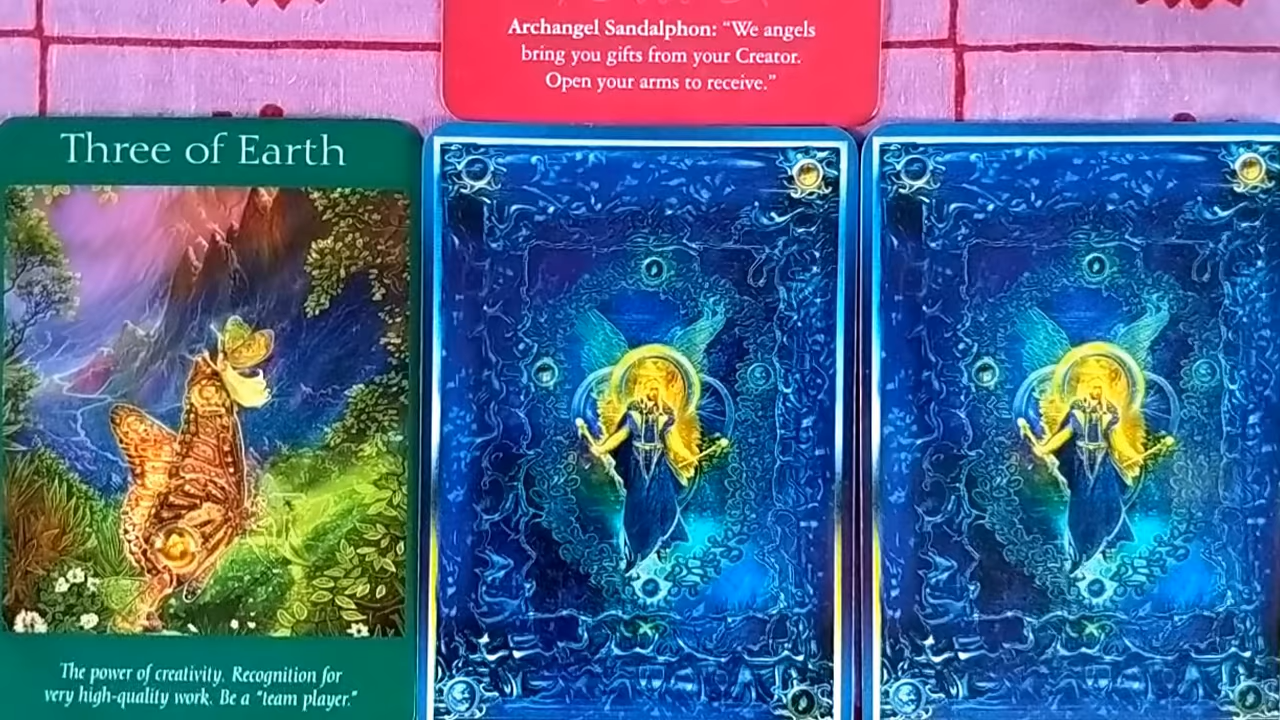 Archangel Sandalphon: “We angels
bring you gifts from your Creator.
Open your arms to receive.”
Three of Earth
The power of creativity. Recognition for
very high-quality work. Be a “team player.”